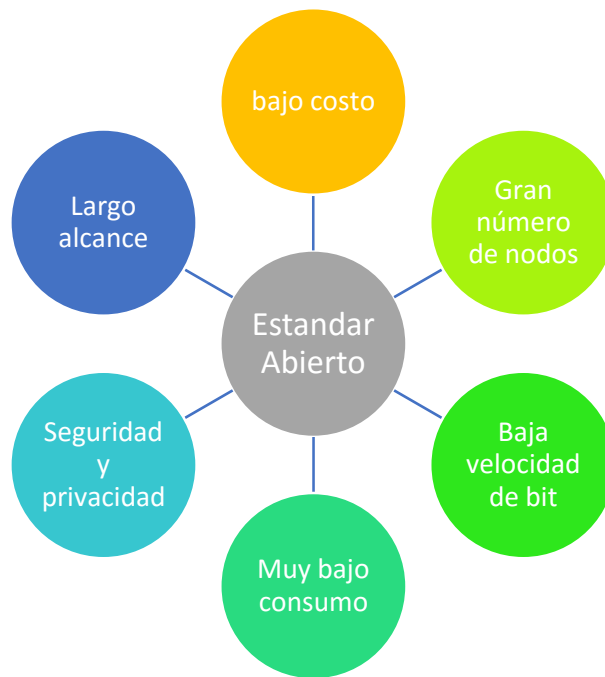 bajo costo
Gran
número
de nodos
Largo
alcance
Estandar
Abierto
Baja
velocidad
de bit
Seguridad
y
privacidad
Muy bajo
consumo